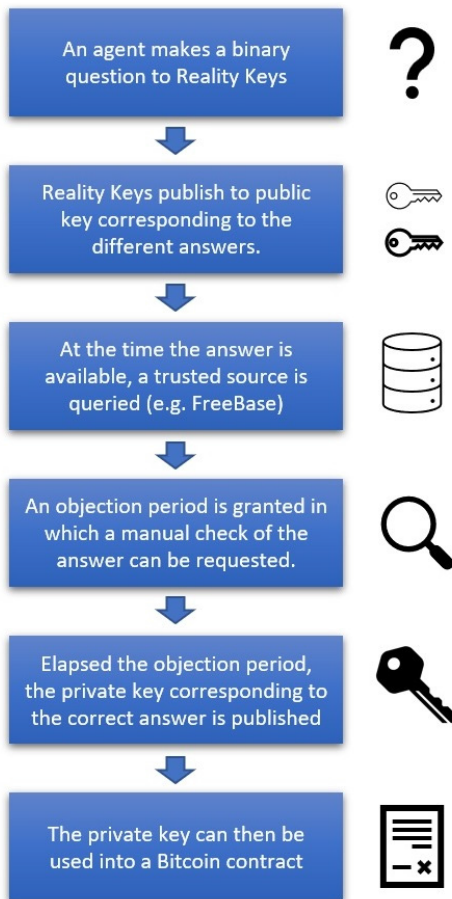 An agent makes a binary
question to Reality Keys
Reality Keys publish to public
key corresponding to the
different answers.
At the time the answer is
available, a trusted source is
queried (e.g. FreeBase)
An objection period is granted in
which a manual check of the
answer can be requested.
Elapsed the objection period,
the private key corresponding to
the correct answer is published
The private key can then be
used into a Bitcoin contract